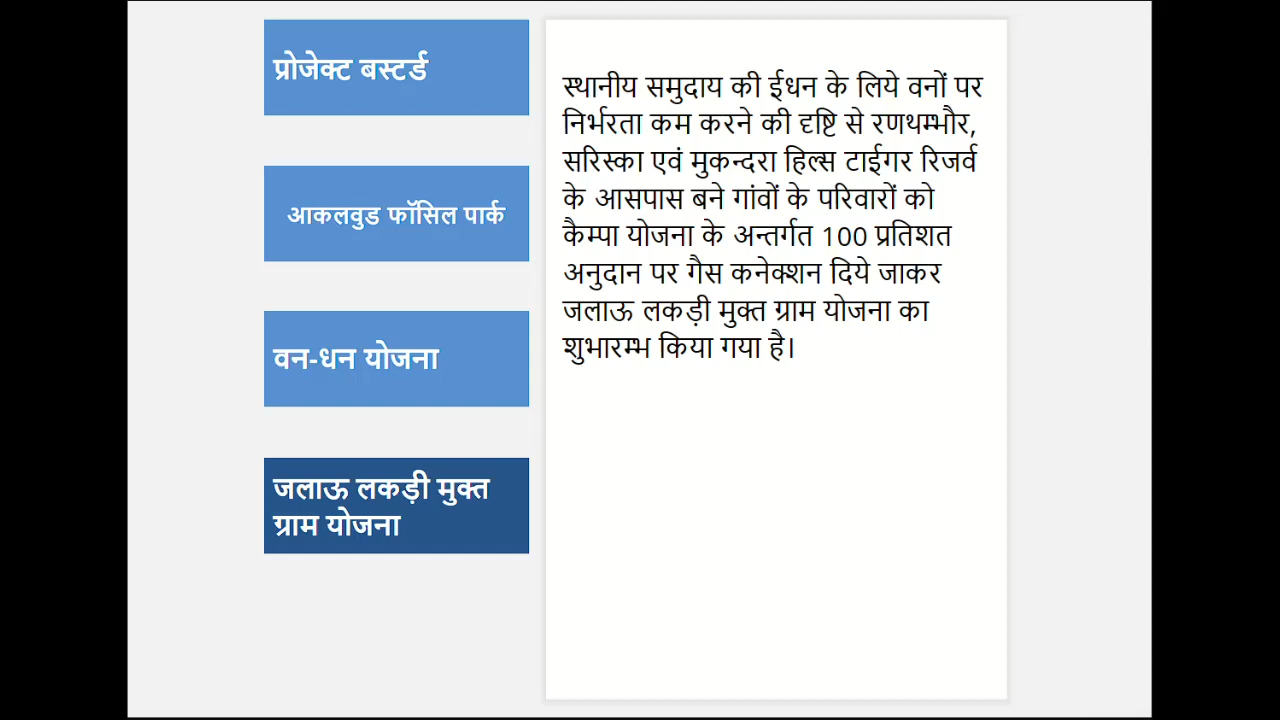 प्रोजेक्ट बस्टर्ड
आकलवुड फॉसिल पार्क
वन-धन योजना
जलाऊ लकड़ी मुक्त
ग्राम योजना
स्थानीय समुदाय की ईधन के लिये वनों पर
निर्भरता कम करने की दृष्टि से रणथम्भौर,
सरिस्का एवं मुकन्दरा हिल्स टाईगर रिजर्व
के आसपास बने गांवों के परिवारों को
कैम्पा योजना के अन्तर्गत 100 प्रतिशत
अनुदान पर गैस कनेक्शन दिये जाकर
जलाऊ लकड़ी मुक्त ग्राम योजना का
शुभारम्भ किया गया है।